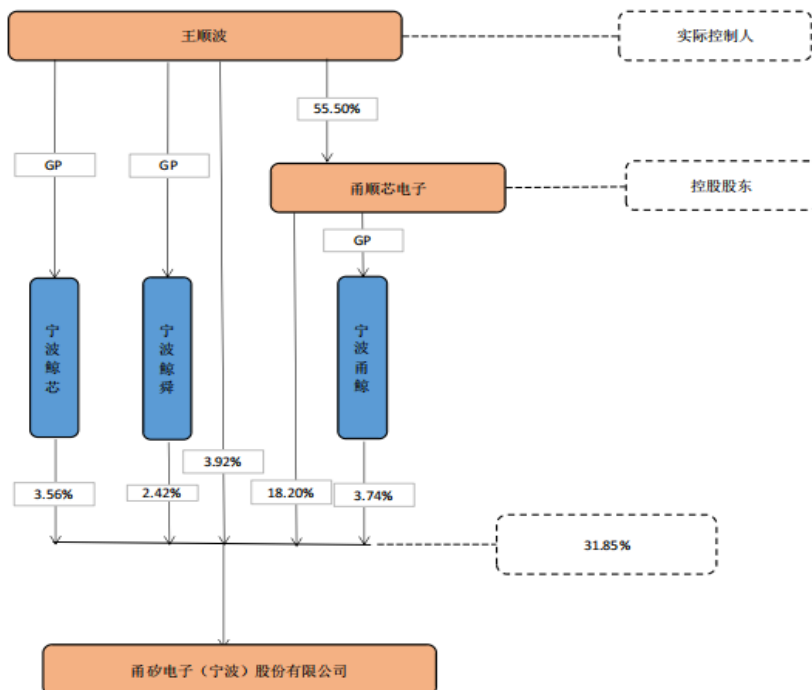 王顺波
实际控制人
55.50%
GP
GP
甬顺芯电子
控股股东
GP
宁波鲸芯
宁波鲸舜
宁波甬鲸
3.92%
3.56%
2.42%
18.20%
3.74%
31.85%
甬矽电子（宁波）股份有限公司